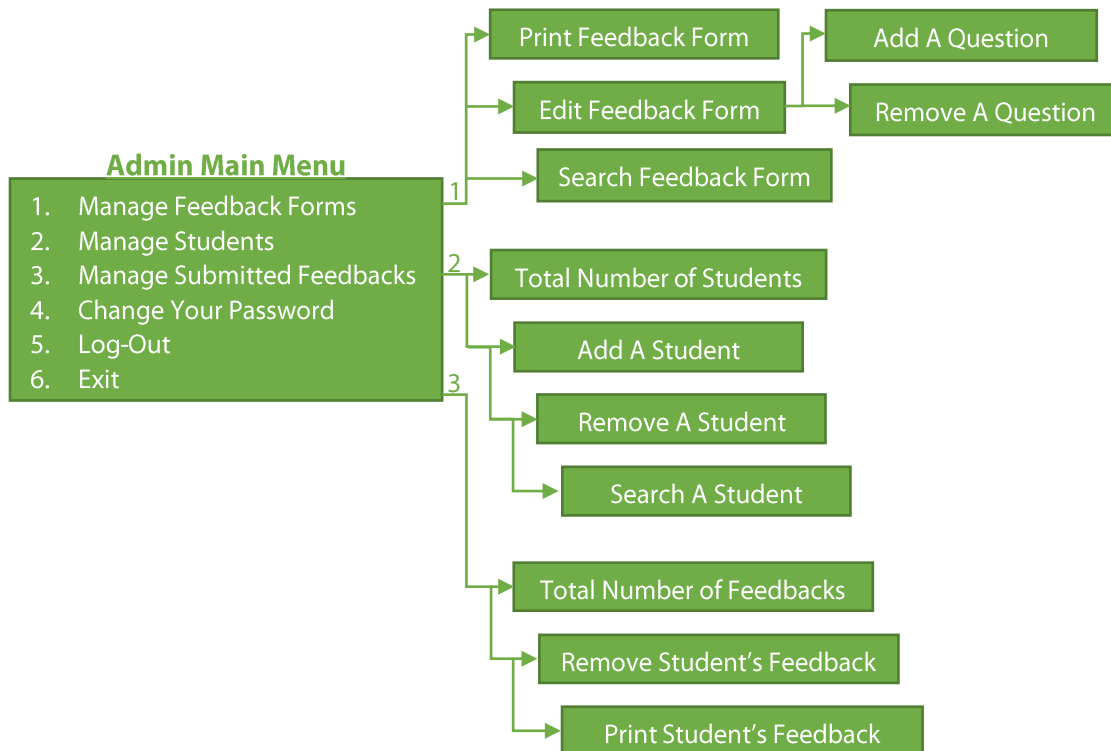 Print Feedback Form
Add A Question
Edit Feedback Form
Remove A Question
Admin Main Menu
Search Feedback Form
1
1. Manage Feedback Forms
2. Manage Students
3. Manage Submitted Feedbacks
4. Change Your Password
5. Log-Out
6. Exit
2
Total Number of Students
Add A Student
3
Remove A Student
Search A Student
Total Number of Feedbacks
Remove Student’s Feedback
Print Student’s Feedback